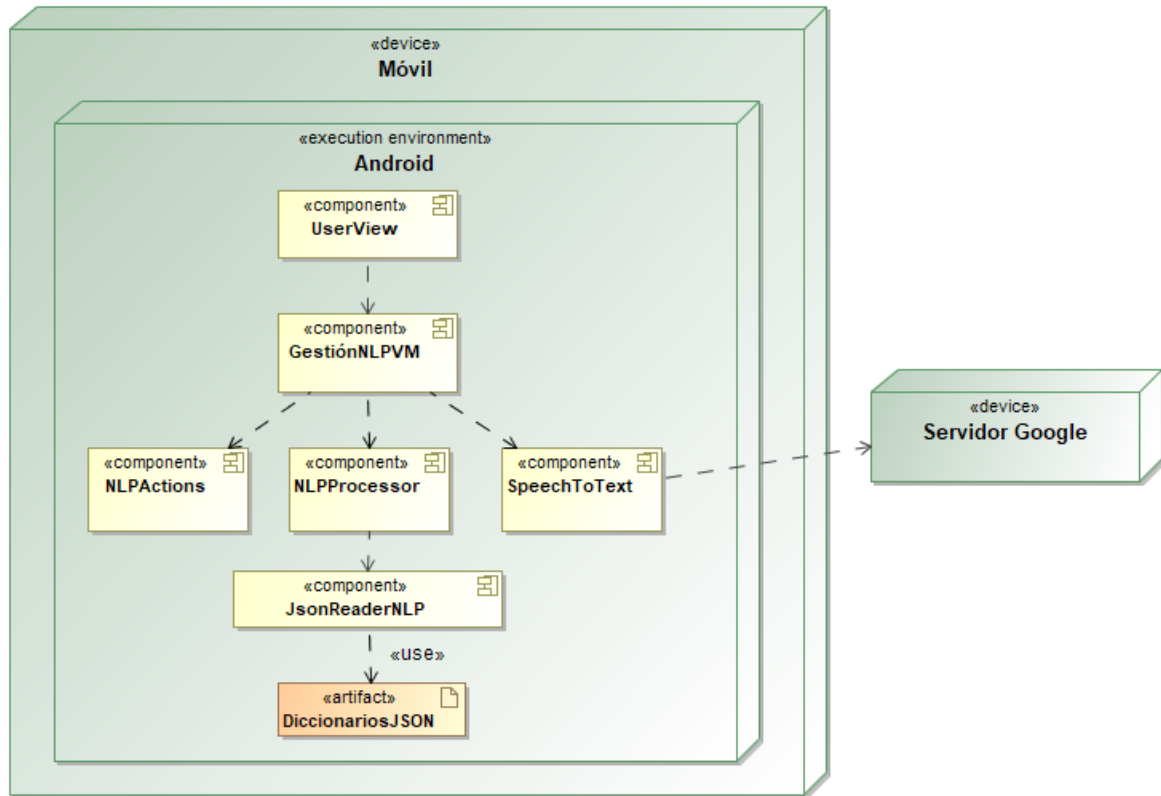 «device»
Móvil
«execution environment»
Android
«component»
UserView
«component»
GestiónNLPVM
«component»
NLPActions
«component»
NLPProcessor
«component»
SpeechToText
«device»
Servidor Google
«component»
JsonReaderNLP
«use»
«artifact»
DiccionariosJSON